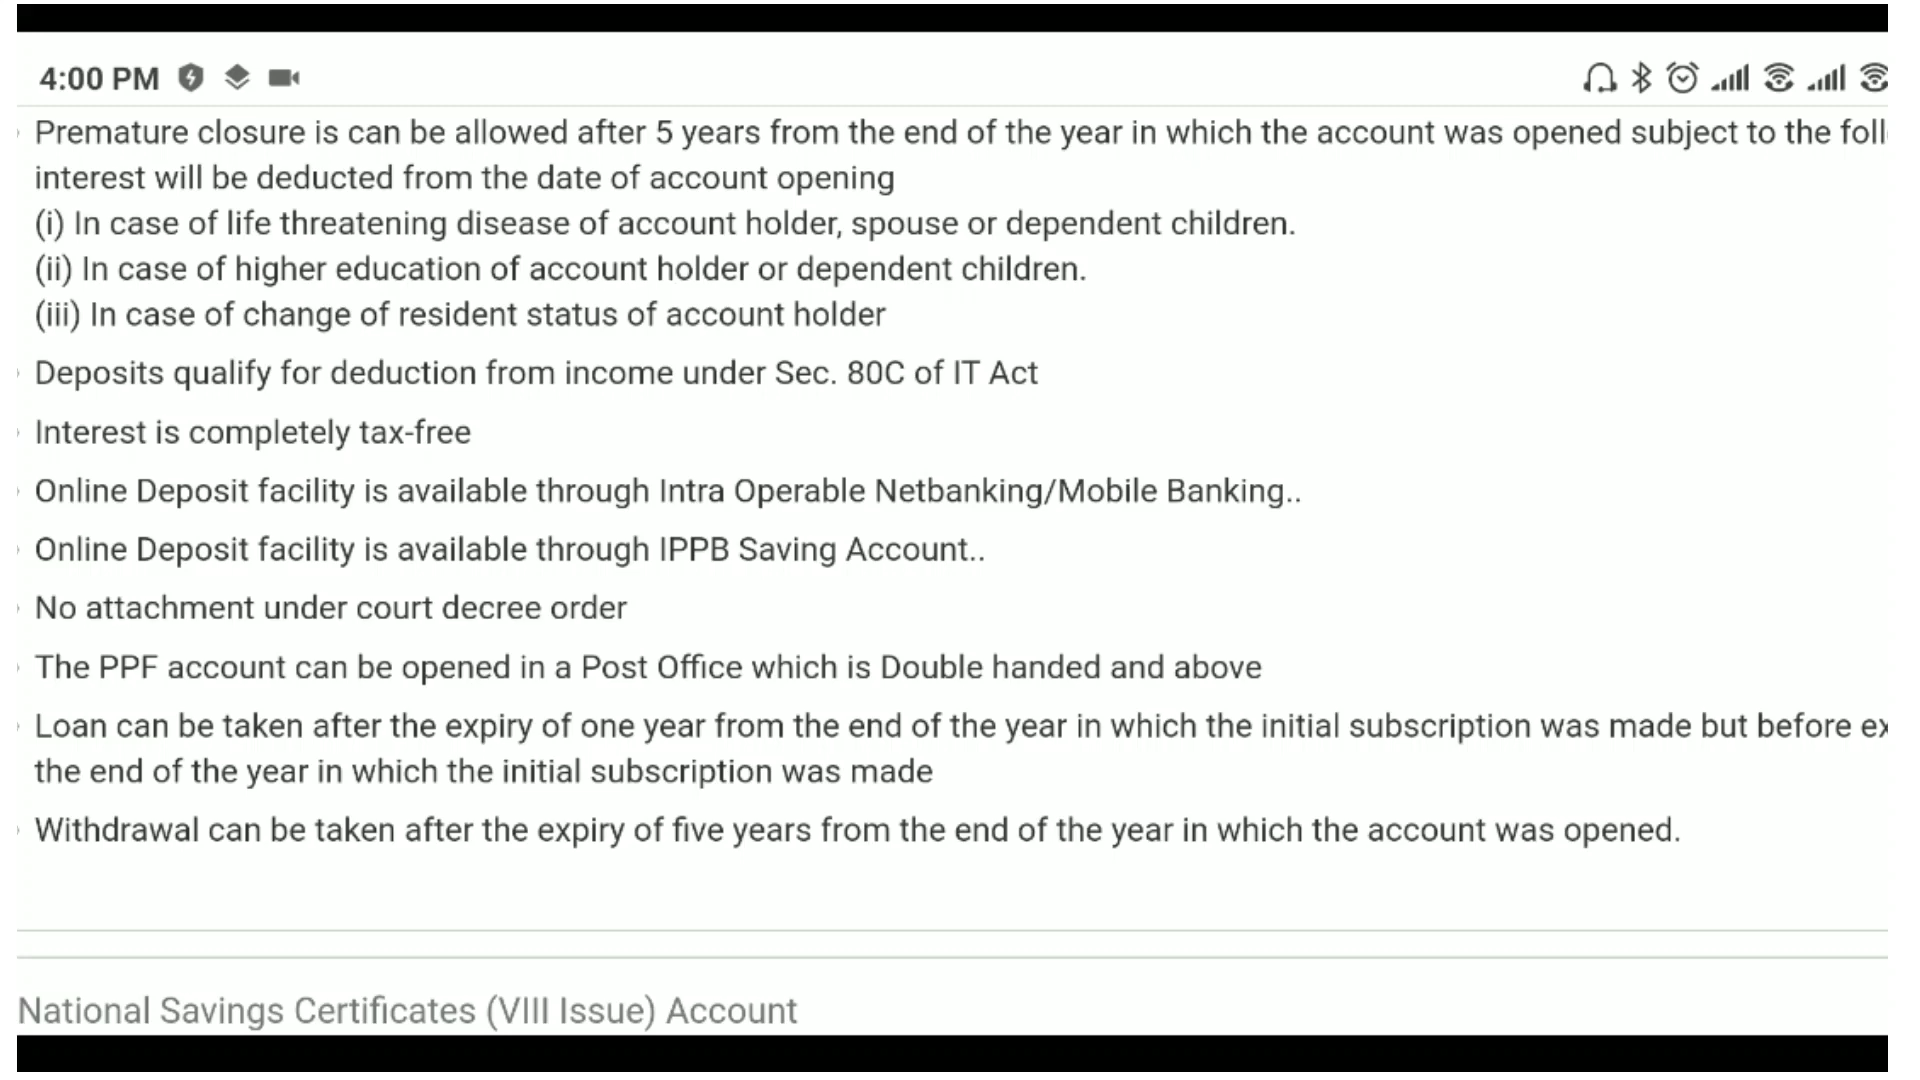 4:00 PM
Premature closure is can be allowed after 5 years from the end of the year in which the account was opened subject to the foll
interest will be deducted from the date of account opening
(i) In case of life threatening disease of account holder, spouse or dependent children.
(ii) In case of higher education of account holder or dependent children.
(iii) In case of change of resident status of account holder
Deposits qualify for deduction from income under Sec. 80C of IT Act
Interest is completely tax-free
Online Deposit facility is available through Intra Operable Netbanking/Mobile Banking..
Online Deposit facility is available through IPPB Saving Account..
No attachment under court decree order
The PPF account can be opened in a Post Office which is Double handed and above
Loan can be taken after the expiry of one year from the end of the year in which the initial subscription was made but before ex
the end of the year in which the initial subscription was made
Withdrawal can be taken after the expiry of five years from the end of the year in which the account was opened.
National Savings Certificates (VIII Issue) Account